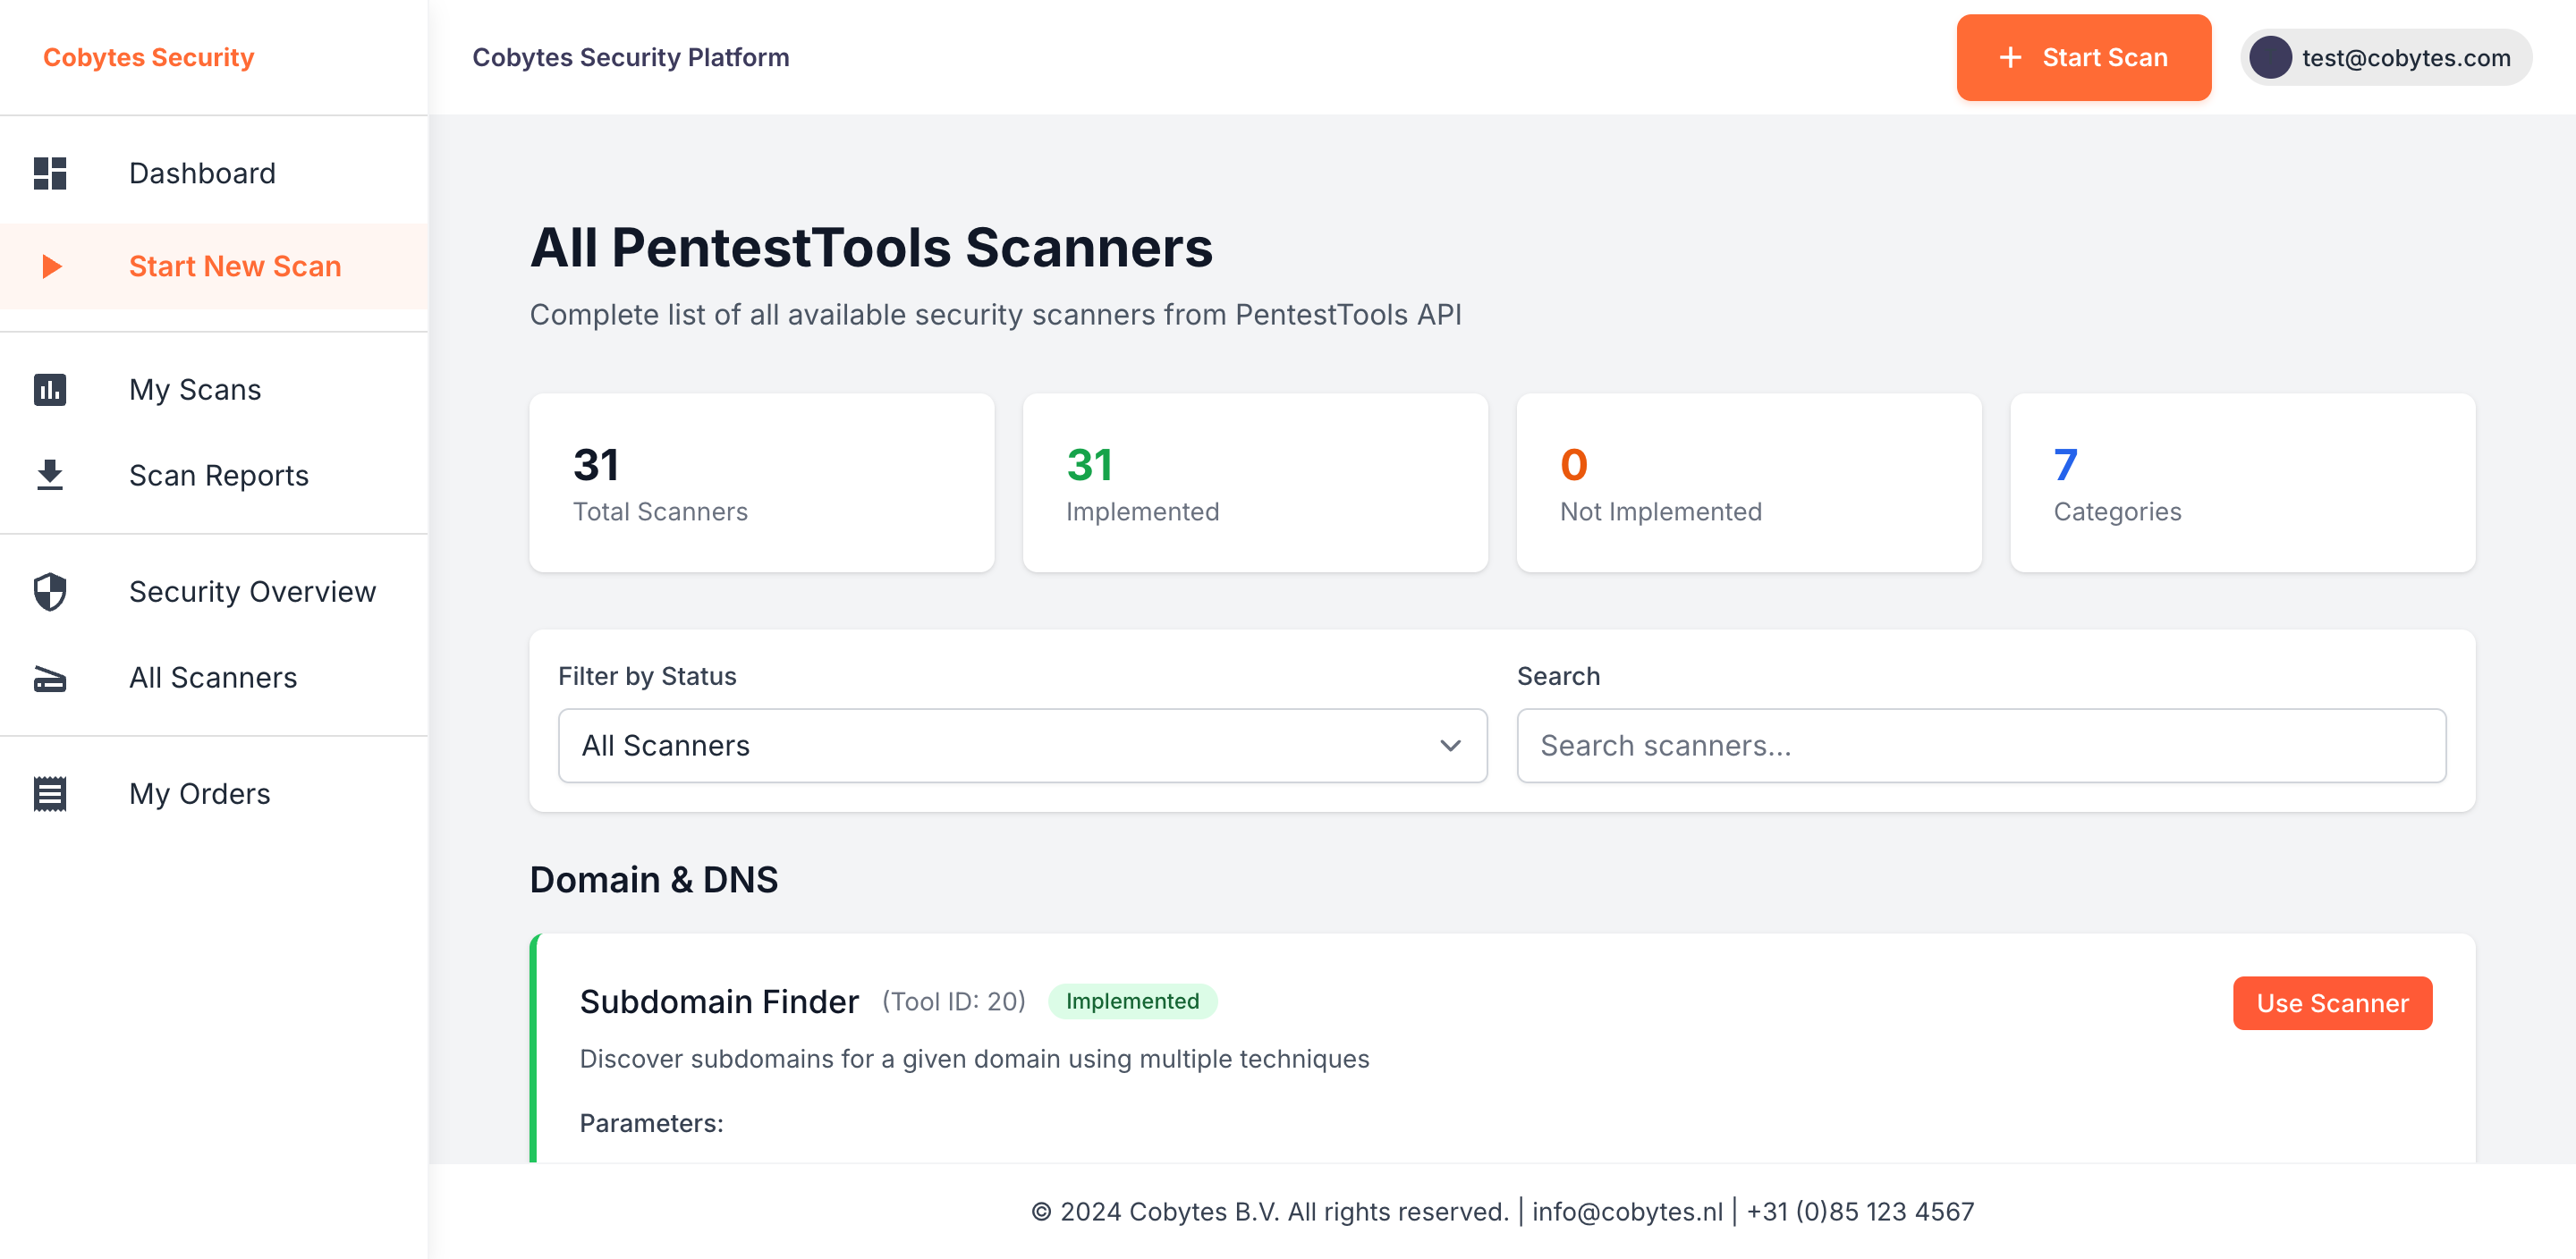 Cobytes Security
Cobytes Security Platform
Start Scan
test@cobytes.com
Dashboard
Start New Scan
My Scans
Scan Reports
Security Overview
All Scanners
My Orders
All PentestTools Scanners
Complete list of all available security scanners from PentestTools API
31
Total Scanners
31
Implemented
0
Not Implemented
7
Categories
Filter by Status
All Scanners
Search
Search scanners...
Domain & DNS
Subdomain Finder (Tool ID: 20) Implemented
Use Scanner
Discover subdomains for a given domain using multiple techniques
Parameters:
© 2024 Cobytes B.V. All rights reserved. | info@cobytes.nl | +31 (0)85 123 4567